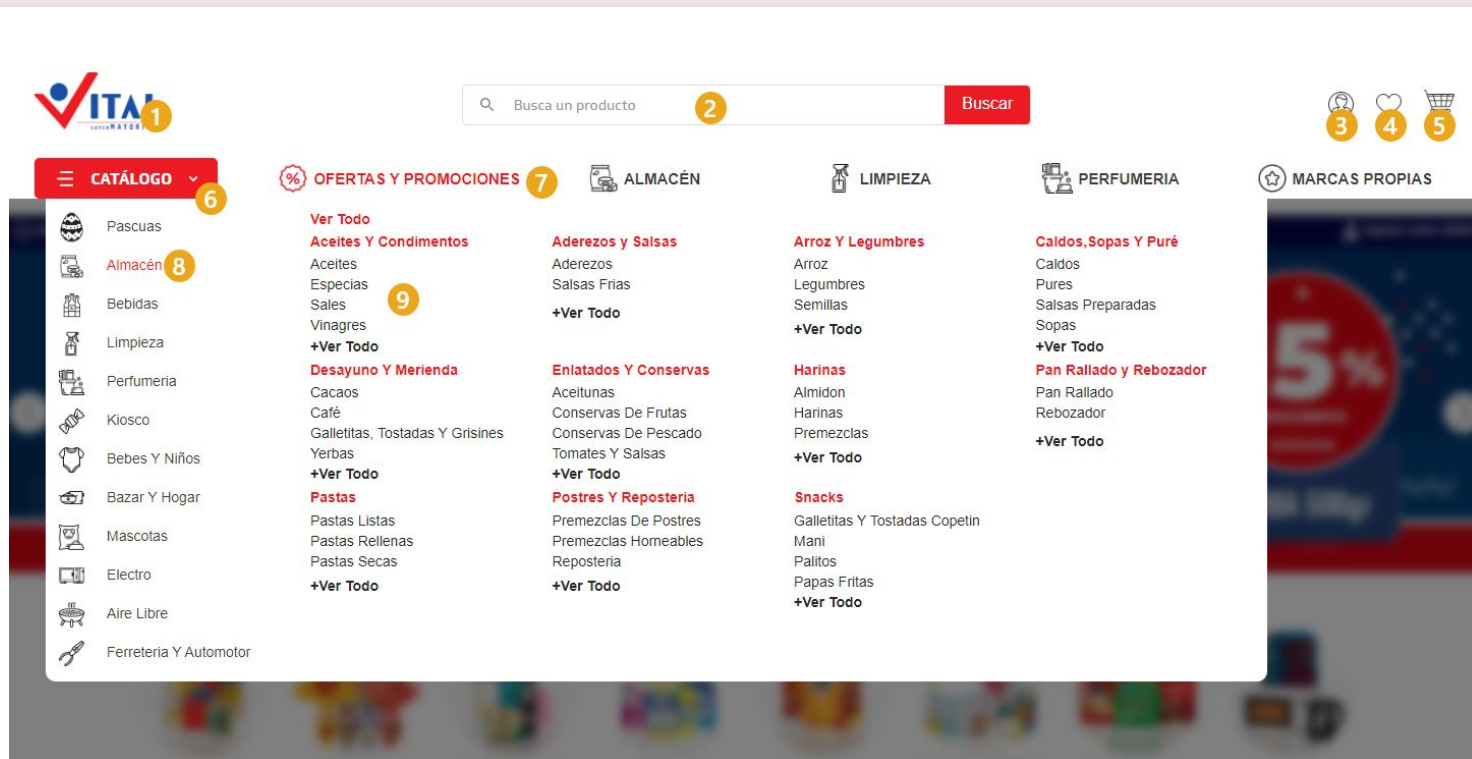 VITAL
SUPERMAYORI
1
Busca un producto
2
Buscar
3
4
5
CATÁLOGO
6
OFERTAS Y PROMOCIONES
7
ALMACÉN
LIMPIEZA
PERFUMERIA
MARCAS PROPIAS
Pascuas
Almacén
8
Bebidas
Limpieza
Perfumeria
Kiosco
Bebes Y Niños
Bazar Y Hogar
Mascotas
Electro
Aire Libre
Ferreteria Y Automotor
Ver Todo
Aceites Y Condimentos
Aceites
Especias
Sales
9
Vinagres
+Ver Todo
Aderezos y Salsas
Aderezos
Salsas Frias
+Ver Todo
Arroz Y Legumbres
Arroz
Legumbres
Semillas
+Ver Todo
Caldos,Sopas Y Puré
Caldos
Pures
Salsas Preparadas
Sopas
+Ver Todo
Desayuno Y Merienda
Cacaos
Café
Galletitas, Tostadas Y Grisines
Yerbas
+Ver Todo
Enlatados Y Conservas
Aceitunas
Conservas De Frutas
Conservas De Pescado
Tomates Y Salsas
+Ver Todo
Harinas
Almidon
Harinas
Premezclas
+Ver Todo
Pan Rallado y Rebozador
Pan Rallado
Rebozador
+Ver Todo
Pastas
Pastas Listas
Pastas Rellenas
Pastas Secas
+Ver Todo
Postres Y Reposteria
Premezclas De Postres
Premezclas Horneables
Reposteria
+Ver Todo
Snacks
Galletitas Y Tostadas Copetin
Mani
Palitos
Papas Fritas
+Ver Todo
5%